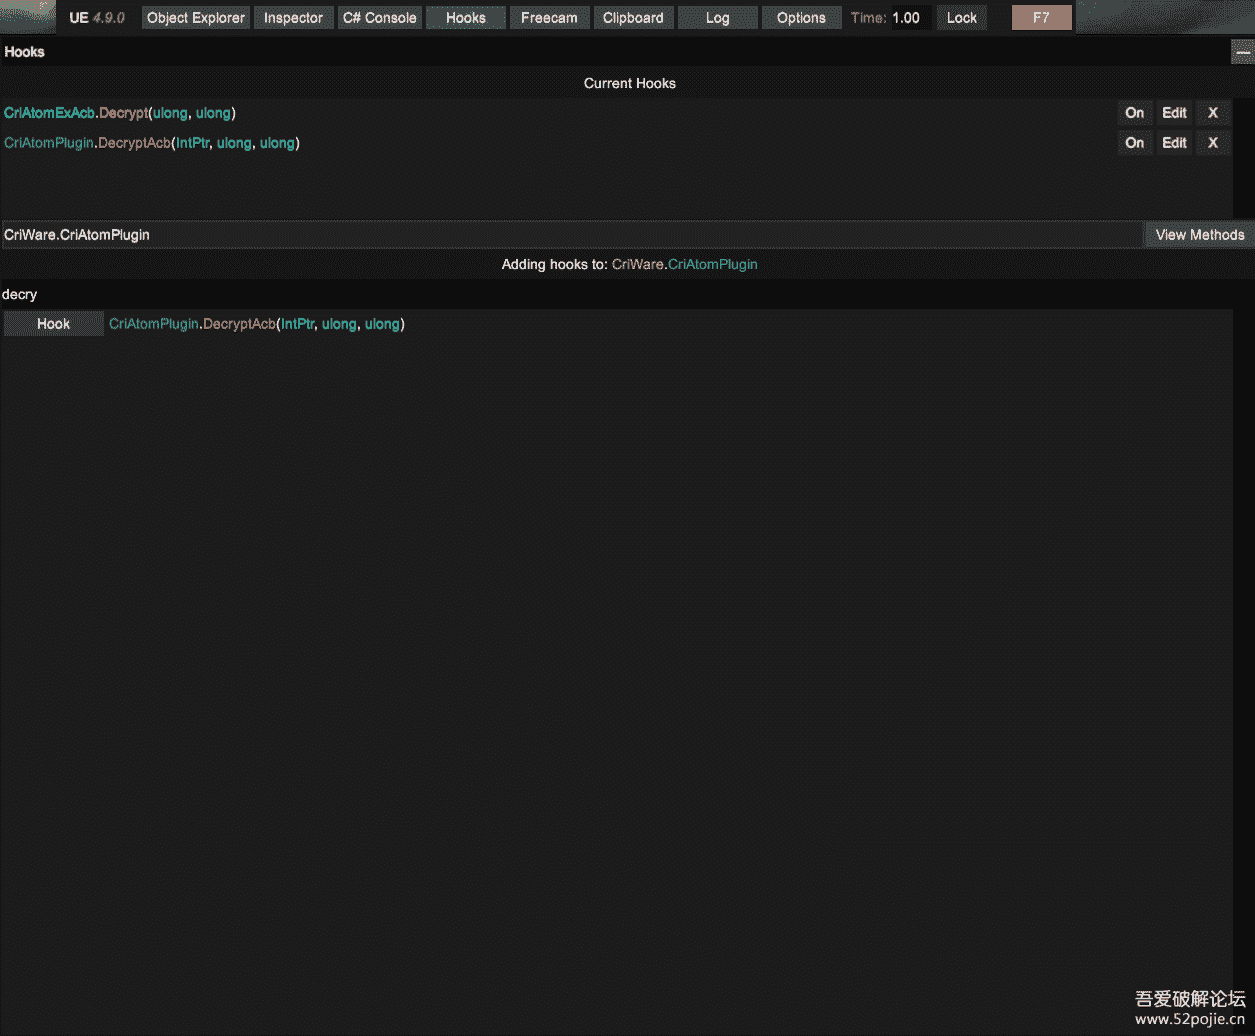 UE 4.9.0 Object Explorer Inspector C# Console Hooks Freecam Clipboard Log Options Time: 1.00 Lock F7
Hooks —
Current Hooks
CriAtomExAcb.Decrypt(ulong, ulong) On Edit X
CriAtomPlugin.DecryptAcb(IntPtr, ulong, ulong) On Edit X
CriWare.CriAtomPlugin View Methods
Adding hooks to: CriWare.CriAtomPlugin
decry
Hook CriAtomPlugin.DecryptAcb(IntPtr, ulong, ulong)
吾爱破解论坛
www.52pojie.cn